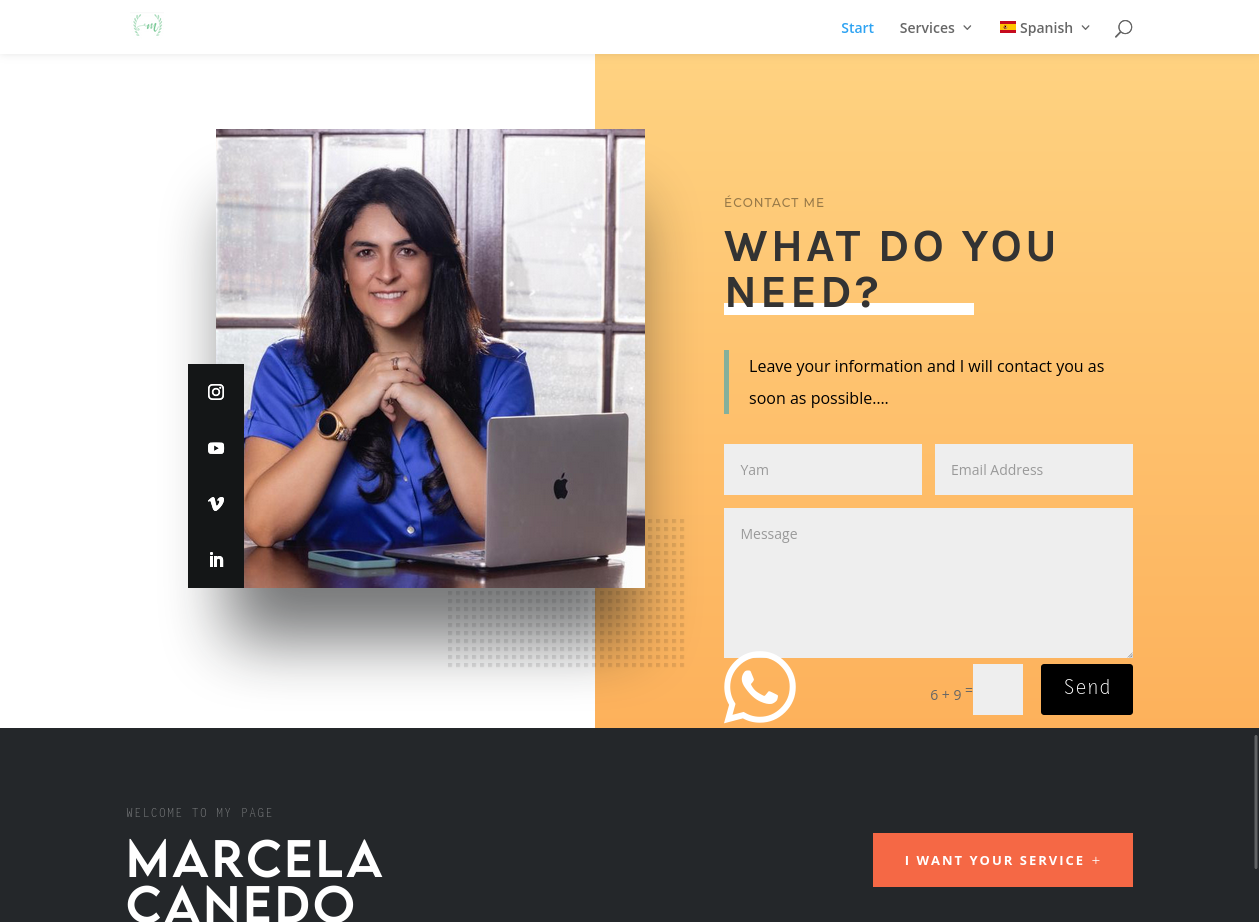 m
Start Services Spanish
ÉCONTACT ME
WHAT DO YOU
NEED?
Leave your information and I will contact you as
soon as possible....
Yam Email Address
Message
6 + 9 = Send
WELCOME TO MY PAGE
MARCELA
CANEDO
I WANT YOUR SERVICE +